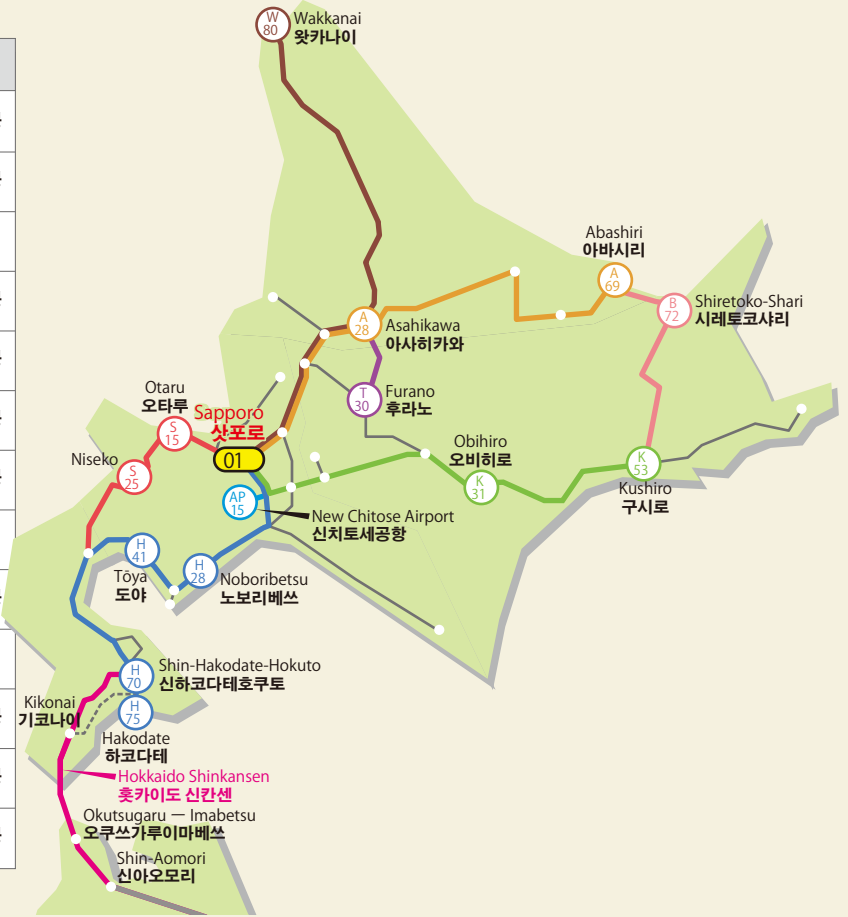 W
80
Wakkanai
왓카나이
Abashiri
아바시리
A
69
B
72
Shiretoko-Shari
시레토코샤리
A
28
Asahikawa
아사히카와
T
30
Furano
후라노
Otaru
오타루
S
15
Sapporo
삿포로
01
Niseko
S
25
Obihiro
오비히로
K
31
K
53
Kushiro
구시로
AP
15
New Chitose Airport
신치토세공항
H
41
Tōya
도야
H
28
Noboribetsu
노보리베쓰
H
70
Shin-Hakodate-Hokuto
신하코다테호쿠토
Kikonai
기코나이
H
75
Hakodate
하코다테
Hokkaido Shinkansen
홋카이도 신칸센
Okutsugaru — Imabetsu
오쿠쓰가루이마베쓰
Shin-Aomori
신아오모리